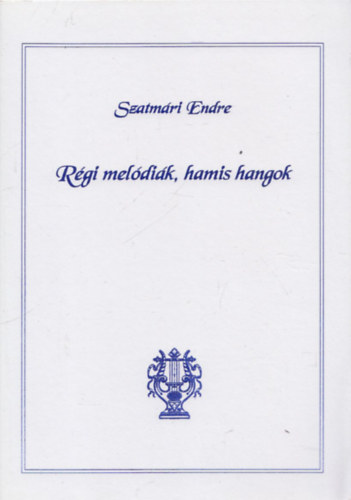 Szatmári Endre
Régi melódiák, hamis hangok